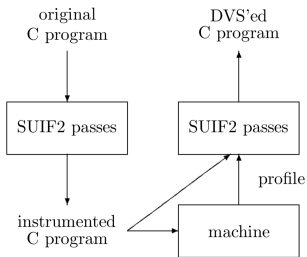 original
C program
SUIF2 passes
instrumented
C program
DVS'ed
C program
SUIF2 passes
profile
machine